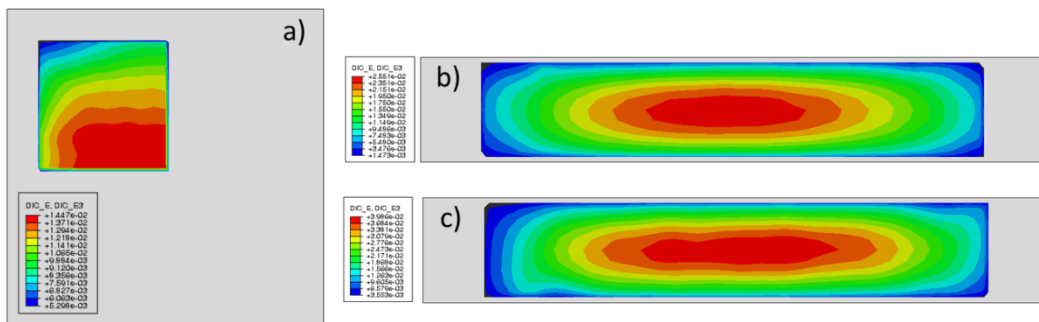 a)
DIC_E, DIC_E3
+1.447e-02
+1.371e-02
+1.294e-02
+1.218e-02
+1.141e-02
+1.065e-02
+9.884e-03
+9.120e-03
+8.356e-03
+7.591e-03
+6.827e-03
+6.063e-03
+5.298e-03
b)
DIC_E, DIC_E3
+2.551e-02
+2.351e-02
+2.151e-02
+1.950e-02
+1.750e-02
+1.550e-02
+1.349e-02
+1.149e-02
+9.486e-03
+7.483e-03
+5.480e-03
+3.476e-03
+1.473e-03
c)
DIC_E, DIC_E3
+3.986e-02
+3.684e-02
+3.381e-02
+3.079e-02
+2.776e-02
+2.473e-02
+2.171e-02
+1.868e-02
+1.566e-02
+1.263e-02
+9.605e-03
+6.579e-03
+3.553e-03